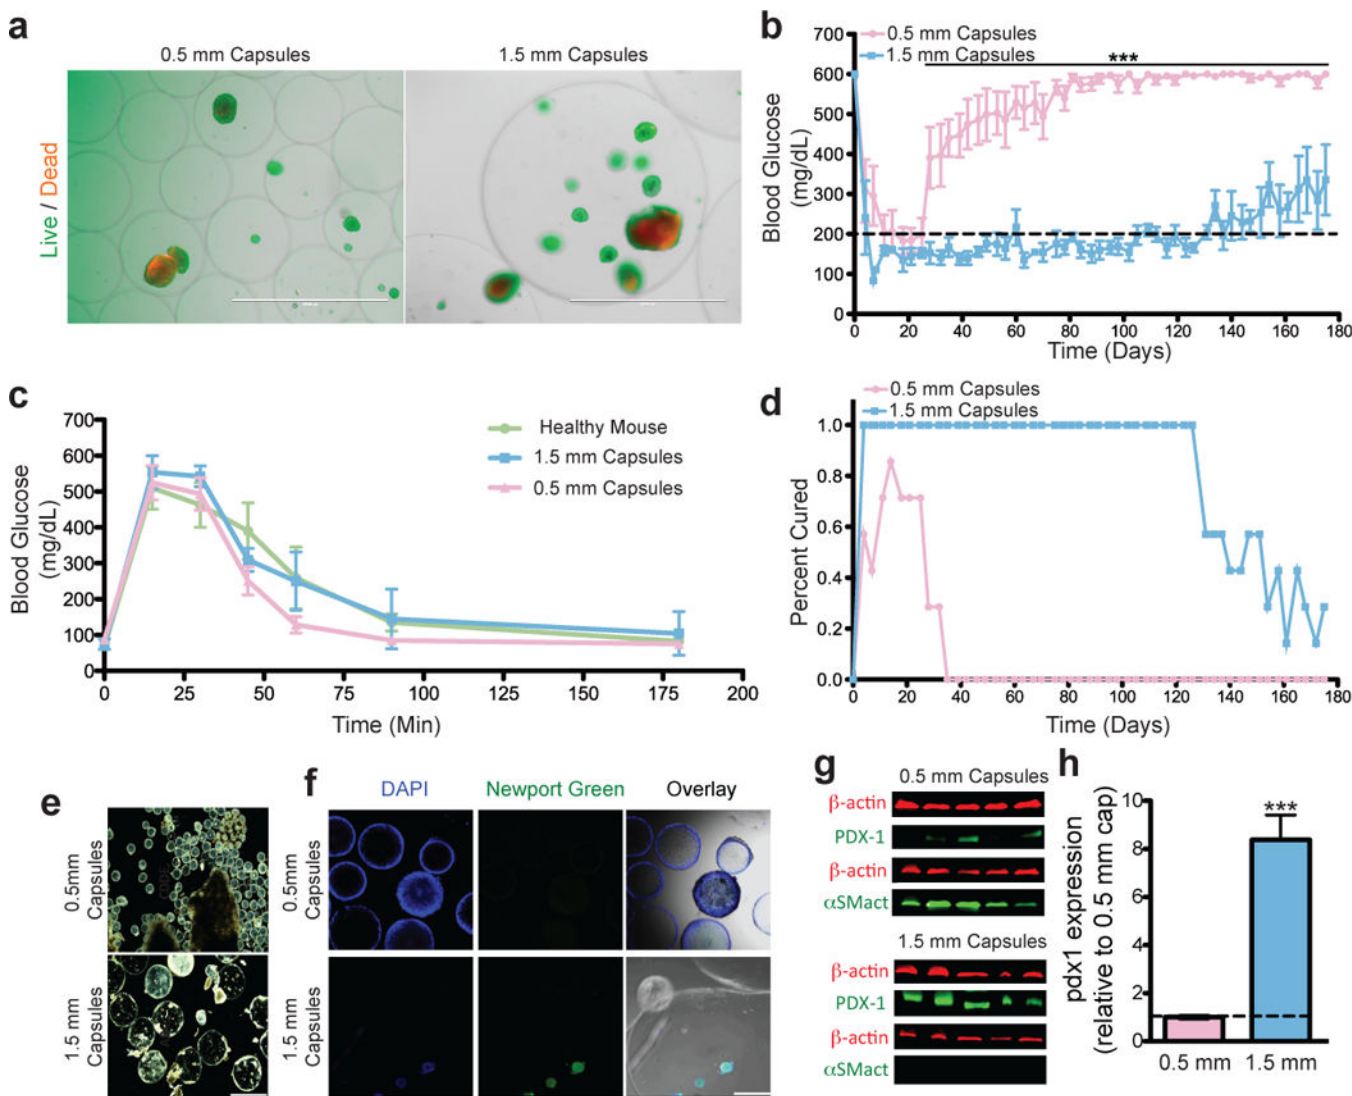 a
0.5 mm Capsules
1.5 mm Capsules
Live / Dead
b
0.5 mm Capsules
1.5 mm Capsules
***
Blood Glucose
(mg/dL)
700
600
500
400
300
200
100
0
0 20 40 60 80 100 120 140 160 180
Time (Days)
c
Blood Glucose
(mg/dL)
700
600
500
400
300
200
100
0
Healthy Mouse
1.5 mm Capsules
0.5 mm Capsules
0 25 50 75 100 125 150 175 200
Time (Min)
d
0.5 mm Capsules
1.5 mm Capsules
Percent Cured
1.0
0.8
0.6
0.4
0.2
0.0
0 20 40 60 80 100 120 140 160 180
Time (Days)
e
0.5mm
Capsules
1.5 mm
Capsules
f
DAPI
Newport Green
Overlay
0.5mm
Capsules
1.5 mm
Capsules
g
0.5 mm Capsules
β-actin
PDX-1
β-actin
αSMact
1.5 mm Capsules
β-actin
PDX-1
β-actin
αSMact
h
pdx1 expression
(relative to 0.5 mm cap)
10
8
6
4
2
0
***
0.5 mm
1.5 mm